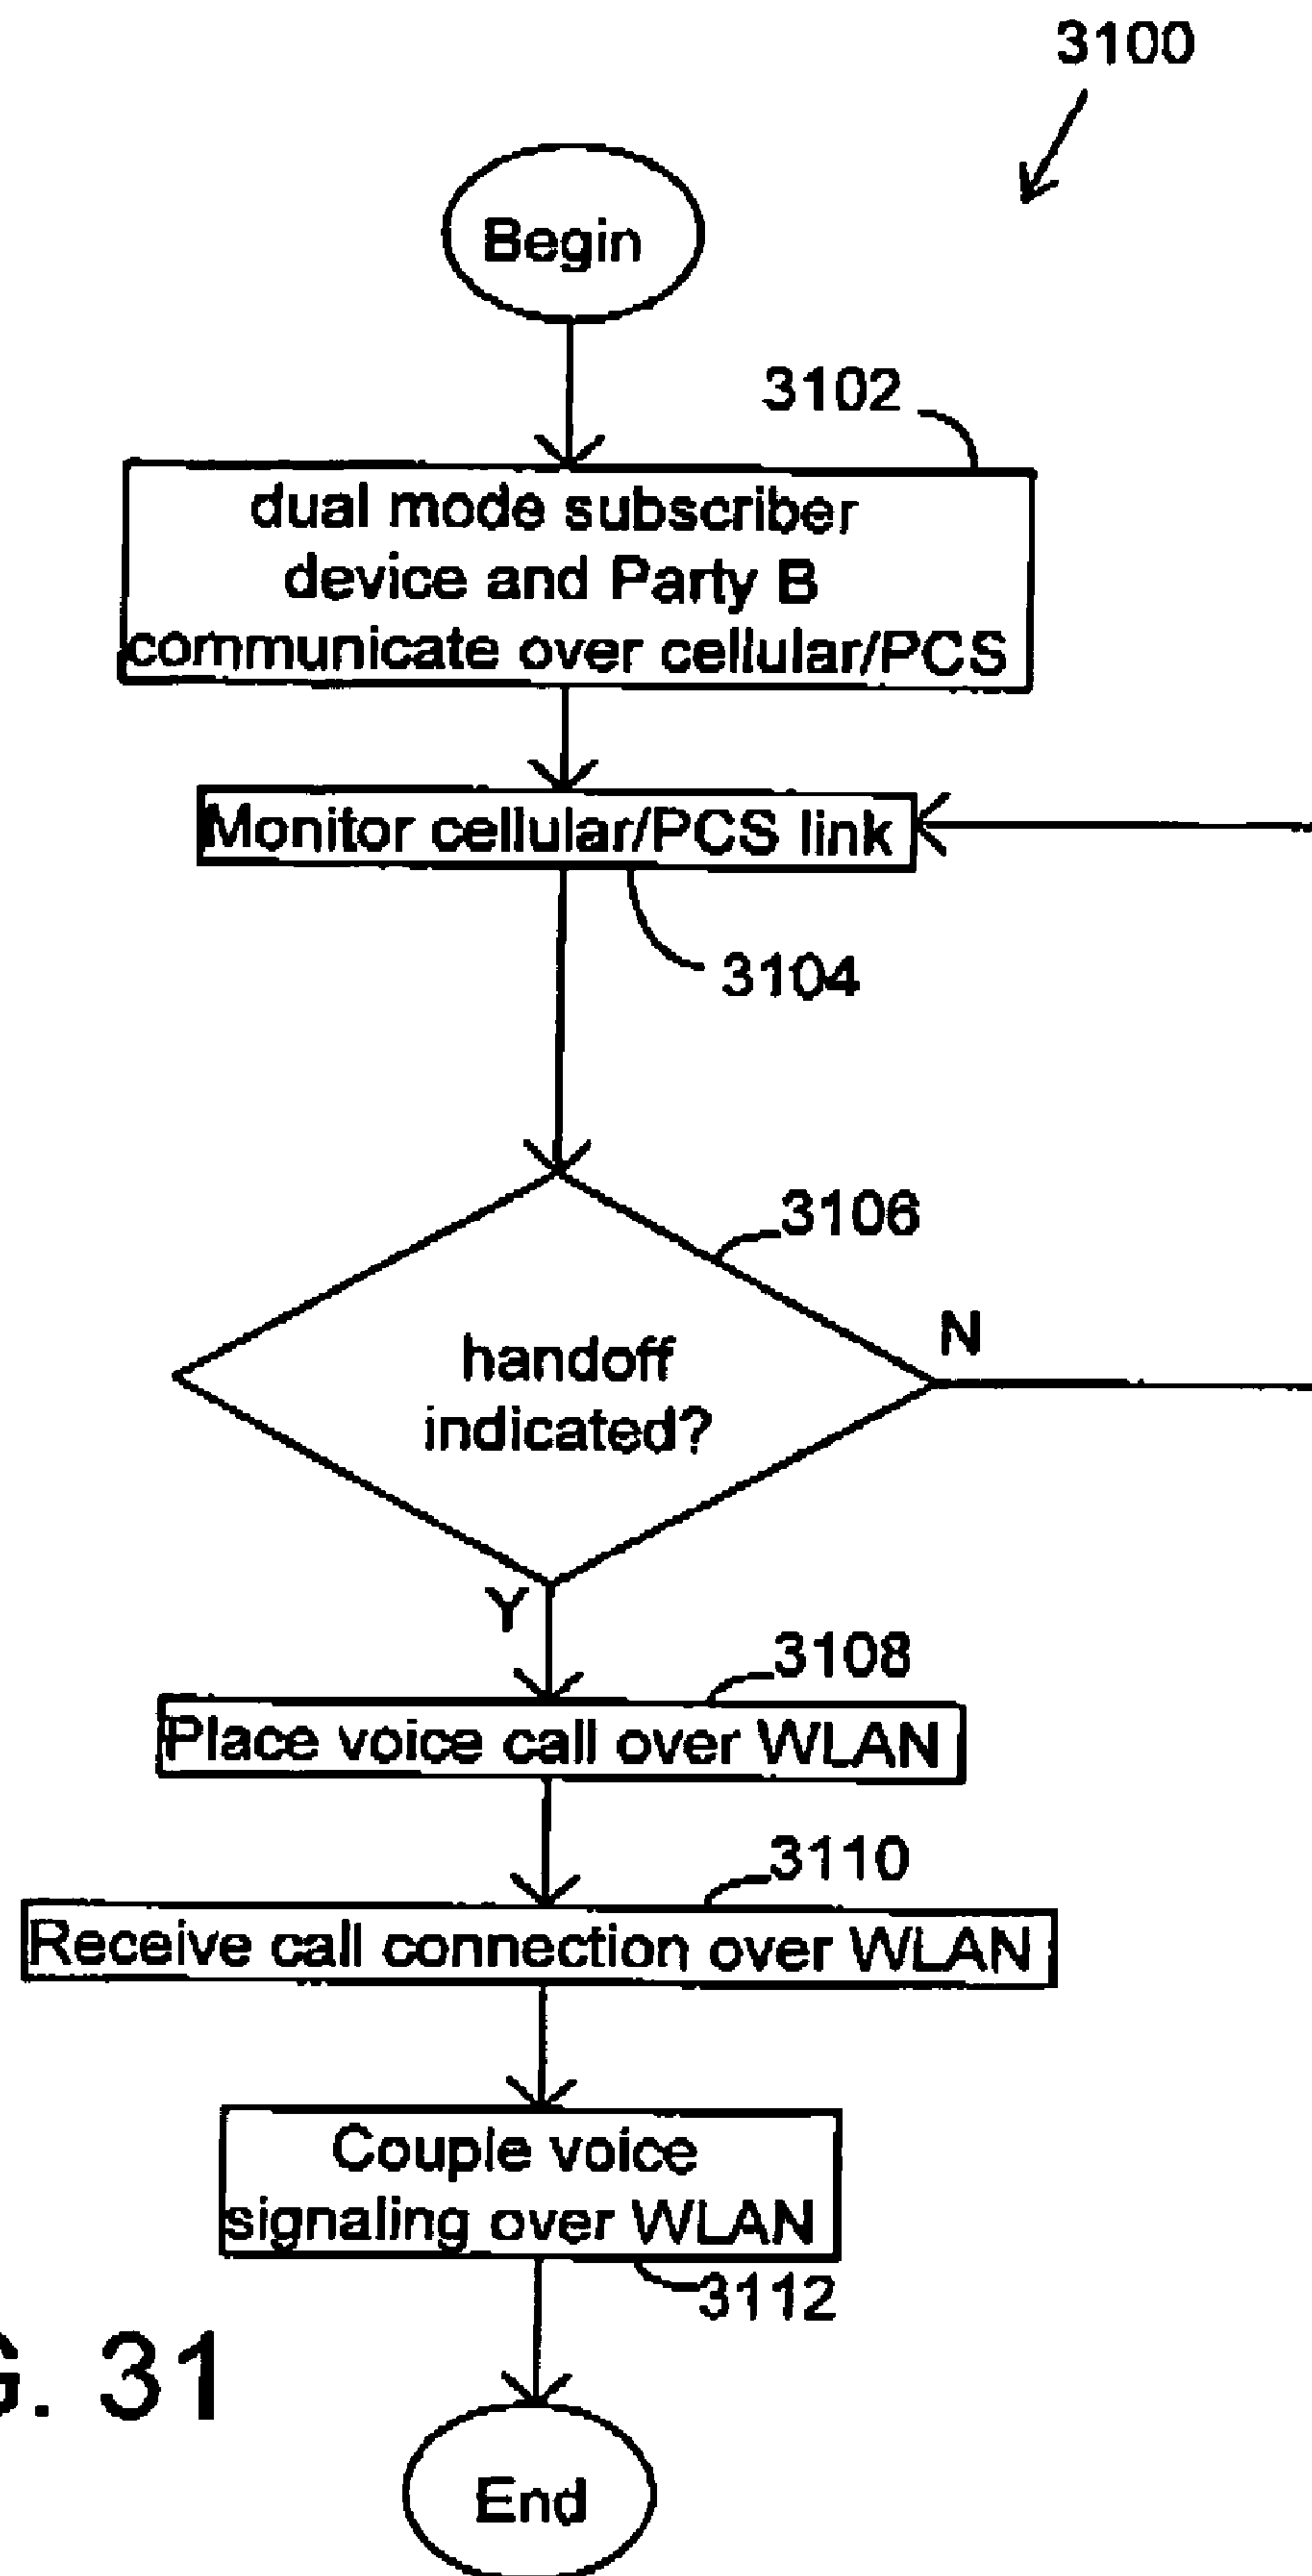 3100
Begin
3102
dual mode subscriber
device and Party B
communicate over cellular/PCS
Monitor cellular/PCS link
3104
3106
handoff
indicated?
N
Y
3108
Place voice call over WLAN
3110
Receive call connection over WLAN
Couple voice
signaling over WLAN
3112
G. 31
End